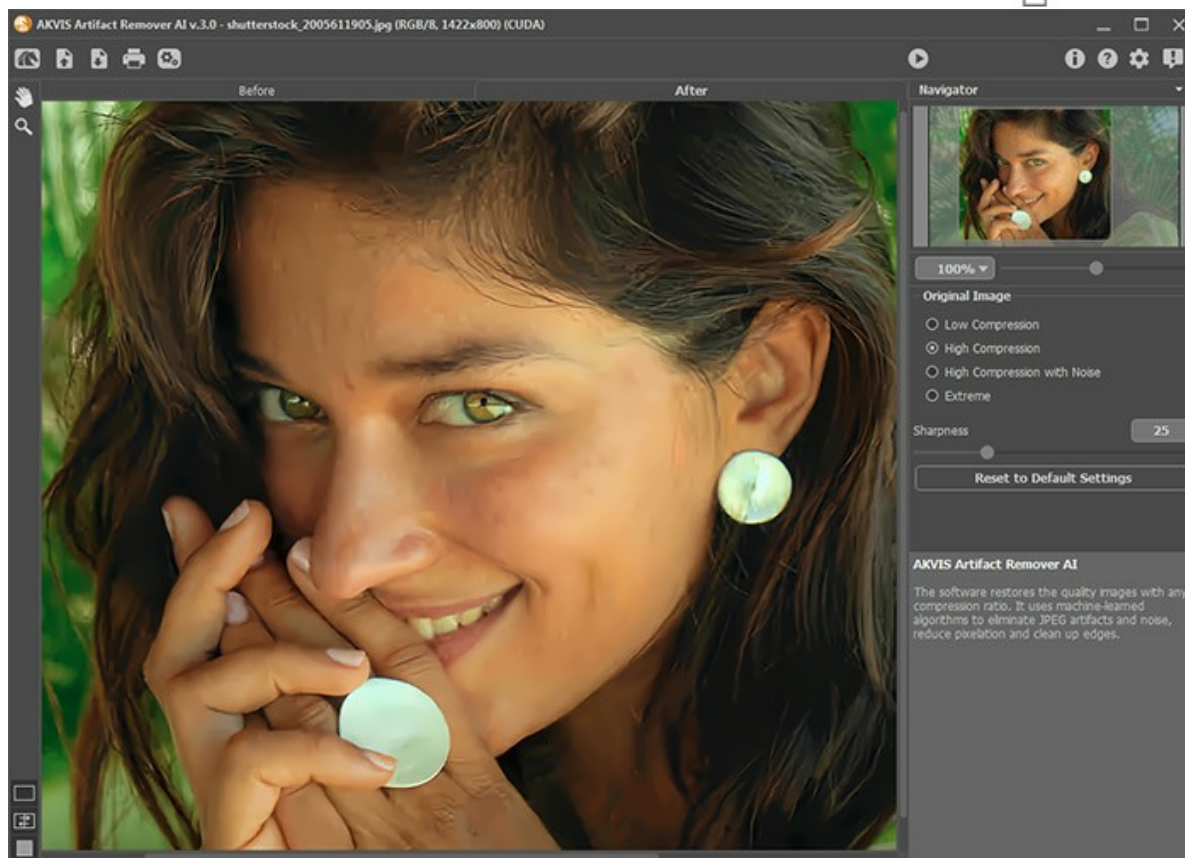 AKVIS Artifact Remover AI v.3.0 - shutterstock_2005611905.jpg (RGB/8, 1422x800) (CUDA)
Before
After
Navigator
100%
Original Image
Low Compression
High Compression
High Compression with Noise
Extreme
Sharpness
25
Reset to Default Settings
AKVIS Artifact Remover AI
The software restores the quality images with any
compression ratio. It uses machine-learned
algorithms to eliminate JPEG artifacts and noise,
reduce pixelation and clean up edges.